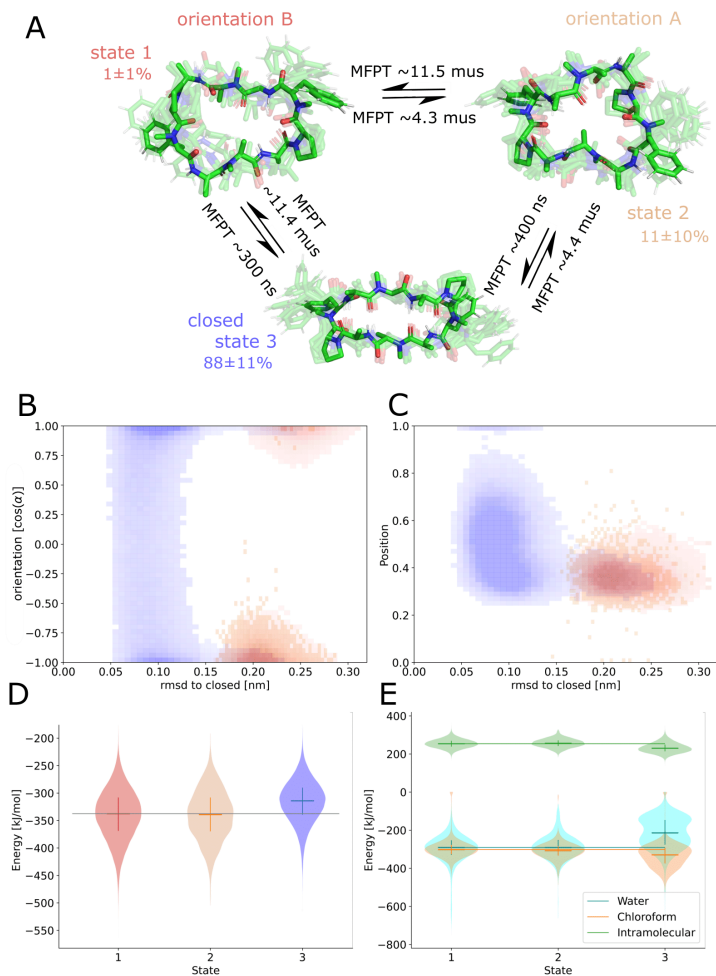 A
orientation B
orientation A
state 1
1±1%
MFPT ~11.5 mus
MFPT ~4.3 mus
MFPT
~11.4 mus
MFPT ~300 ns
MFPT ~400 ns
MFPT ~4.4 mus
state 2
11±10%
closed
state 3
88±11%
B
orientation [cos(α)]
1.00
0.75
0.50
0.25
0.00
−0.25
−0.50
−0.75
−1.00
0.00 0.05 0.10 0.15 0.20 0.25 0.30
rmsd to closed [nm]
C
Position
1.0
0.8
0.6
0.4
0.2
0.0
0.00 0.05 0.10 0.15 0.20 0.25 0.30
rmsd to closed [nm]
D
Energy [kJ/mol]
−200
−250
−300
−350
−400
−450
−500
−550
1 2 3
State
E
Energy [kJ/mol]
400
200
0
−200
−400
−600
−800
Water
Chloroform
Intramolecular
1 2 3
State